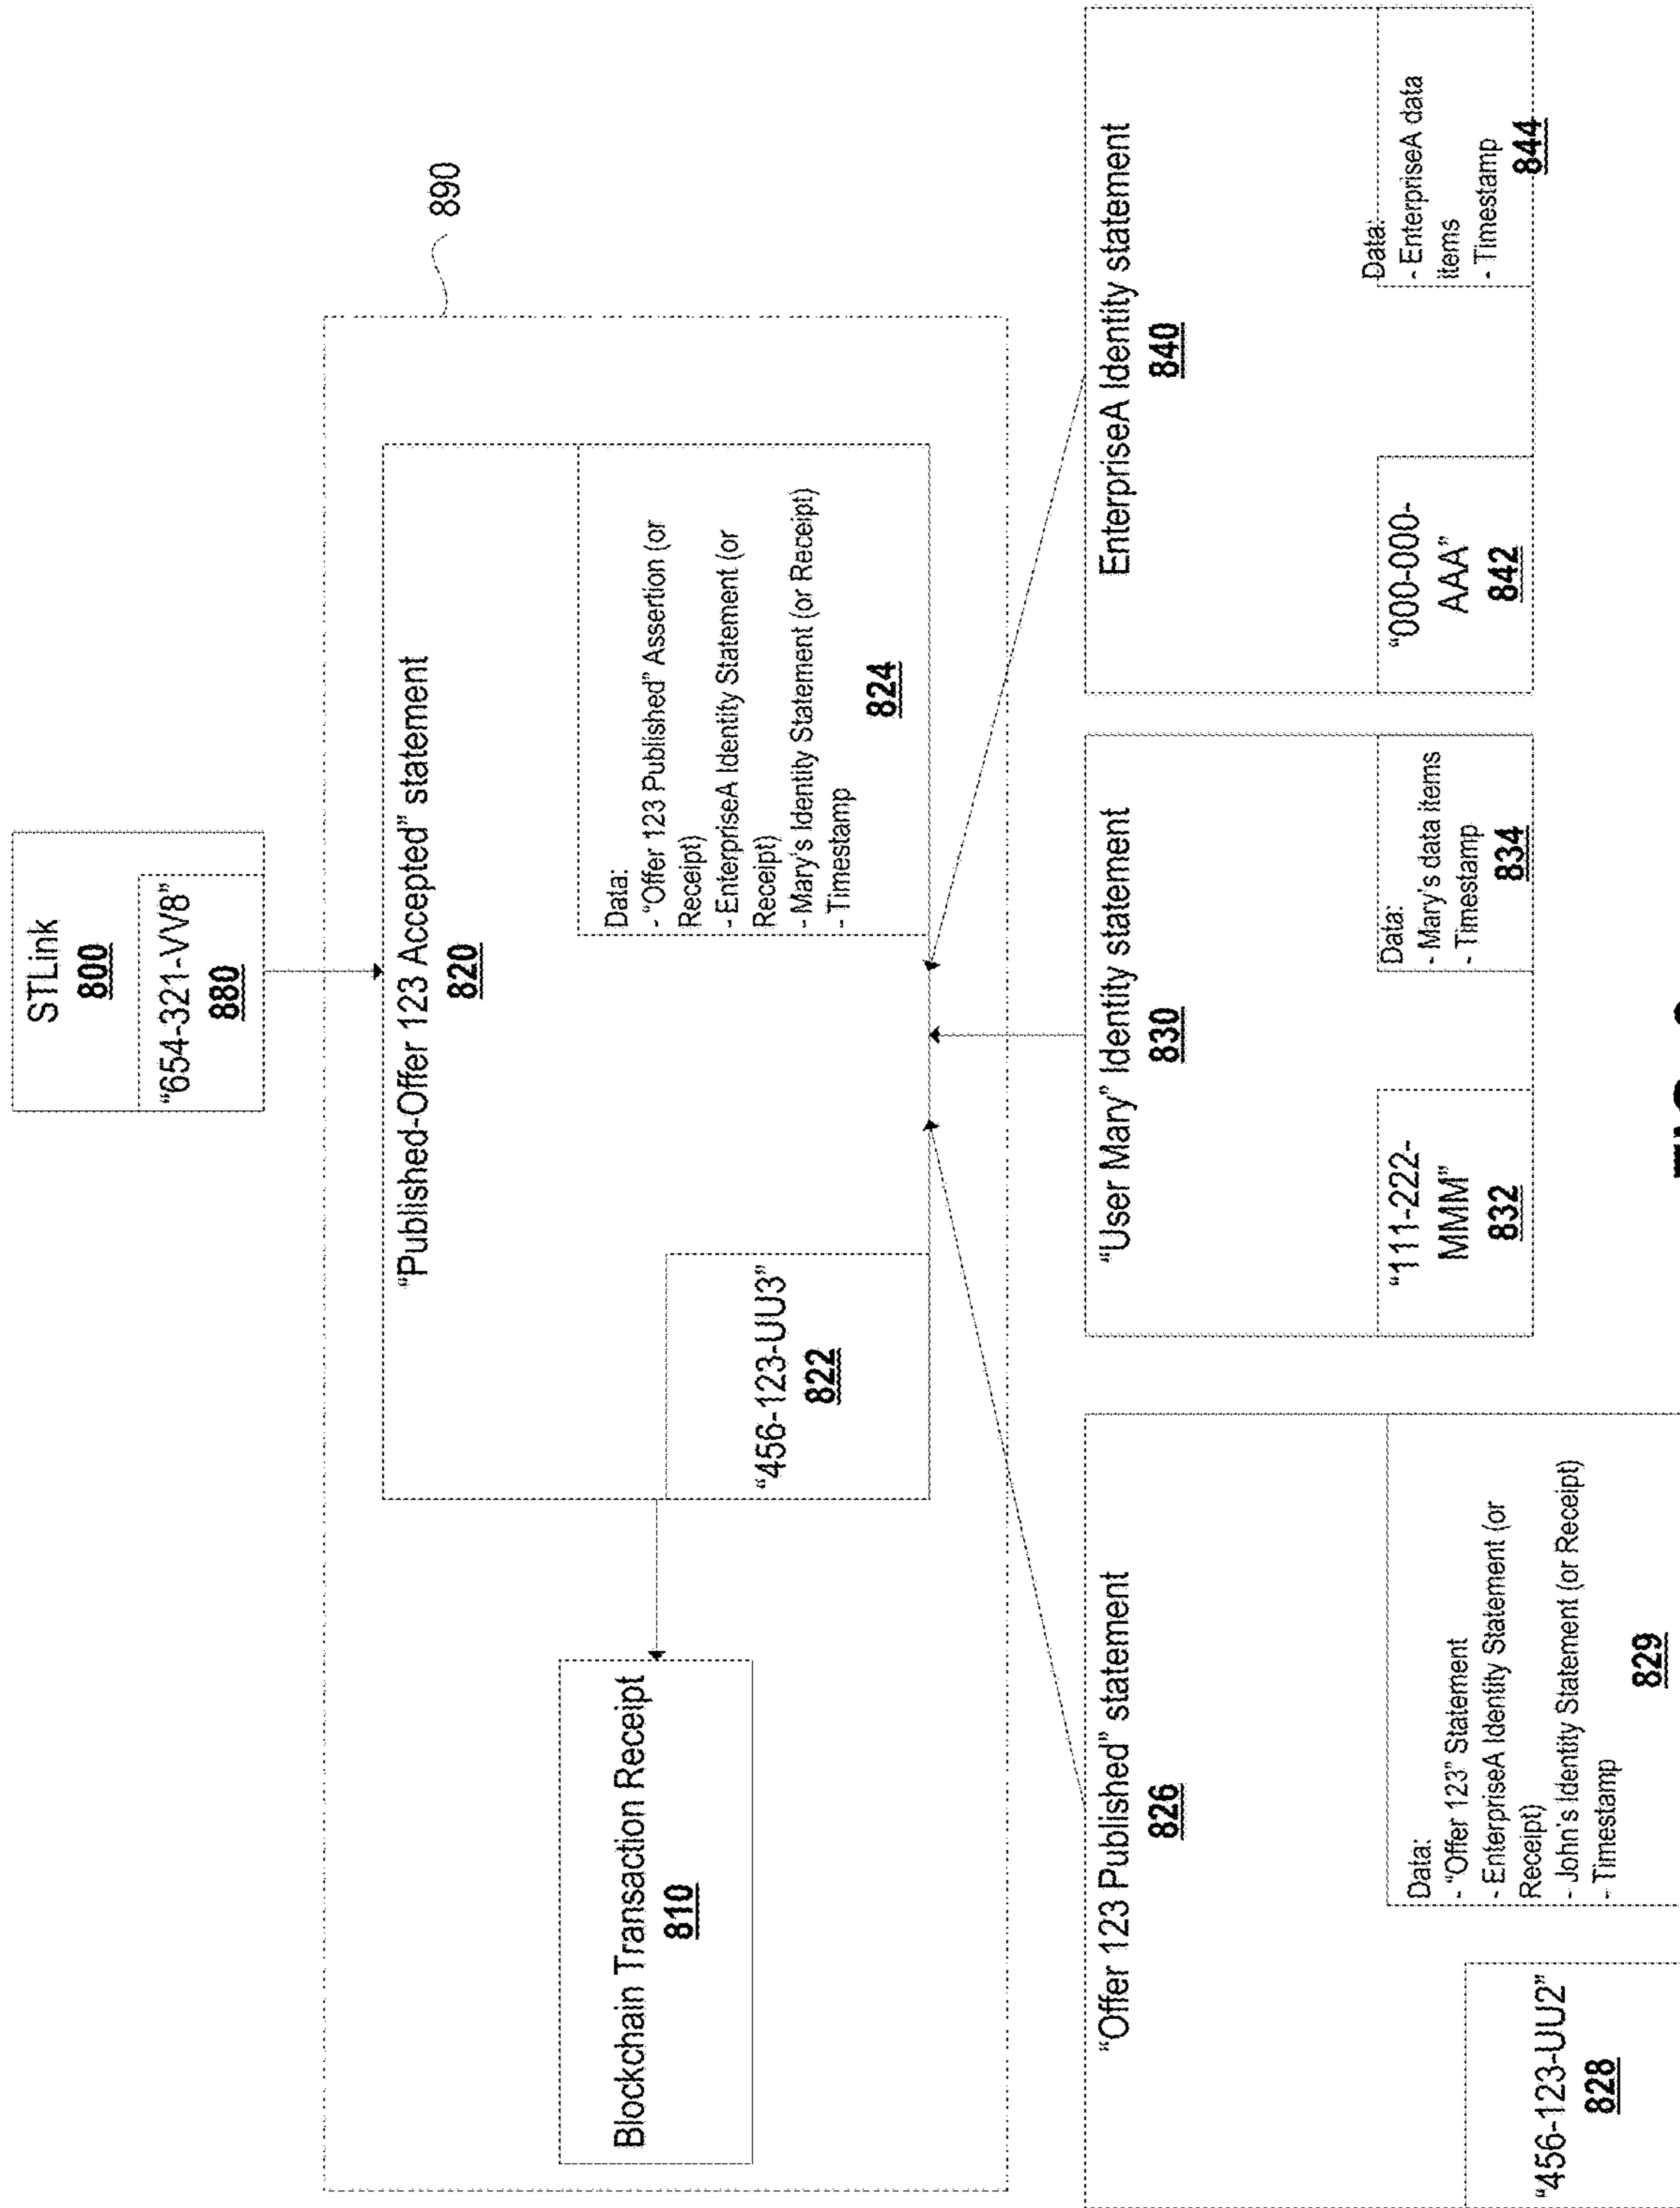 STLink
800
“654-321-VV8”
880
890
“Published-Offer 123 Accepted” statement
820
Data:
- “Offer 123 Published” Assertion (or
Receipt)
- EnterpriseA Identity Statement (or
Receipt)
- Mary's Identity Statement (or Receipt)
- Timestamp
824
“456-123-UU3”
822
Blockchain Transaction Receipt
810
“Offer 123 Published” statement
826
Data:
- “Offer 123” Statement
- EnterpriseA Identity Statement (or
Receipt)
- John's Identity Statement (or Receipt)
- Timestamp
829
“456-123-UU2”
828
“User Mary” Identity statement
830
“111-222-
MMM”
832
Data:
- Mary's data items
- Timestamp
834
EnterpriseA Identity statement
840
“000-000-
AAA”
842
Data:
- EnterpriseA data
items
- Timestamp
844